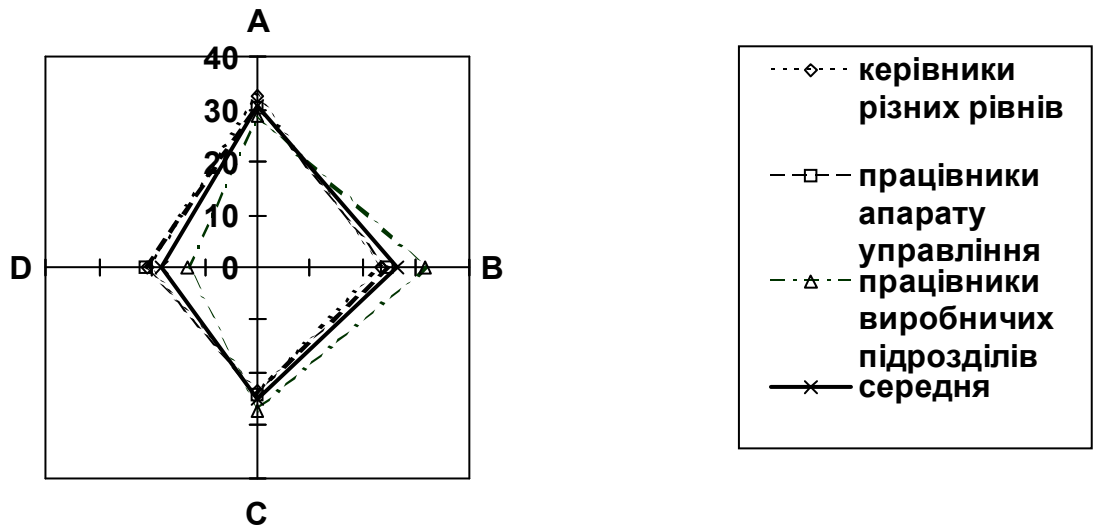 A
40
30
20
10
0
D
B
C
керівники
різних рівнів
працівники
апарату
управління
працівники
виробничих
підрозділів
середня